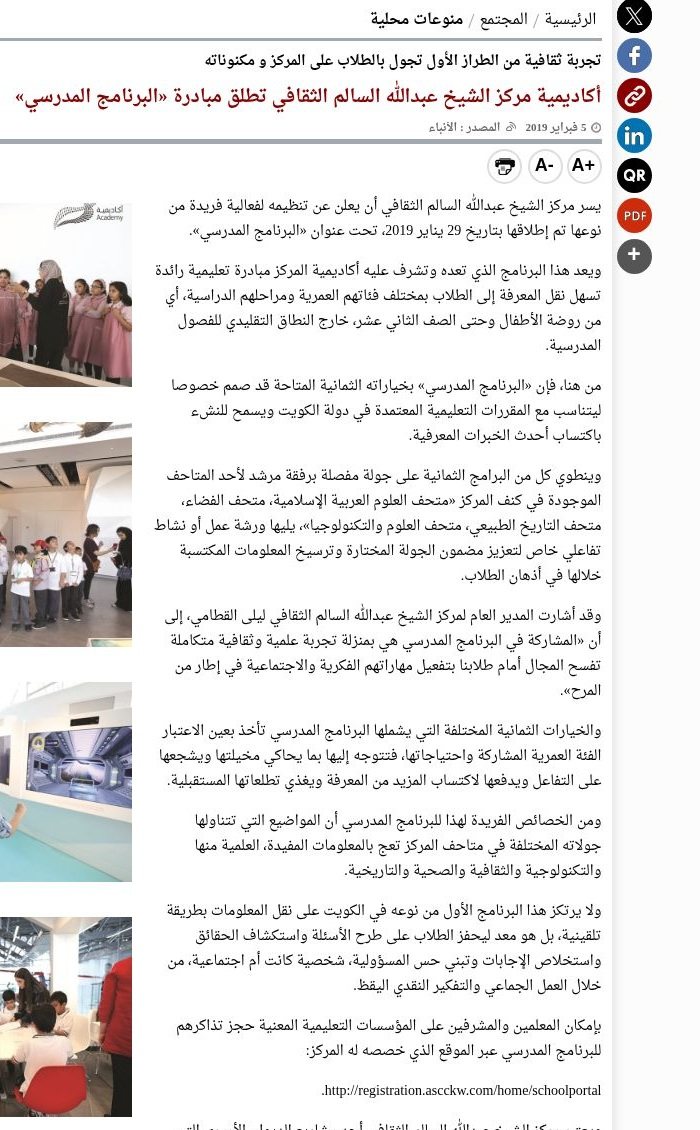 الرئيسية / المجتمع / منوعات محلية
تجربة ثقافية من الطراز الأول تجول بالطلاب على المركز و مكنوناته
أكاديمية مركز الشيخ عبدالله السالم الثقافي تطلق مبادرة «البرنامج المدرسي»
5 فبراير 2019 المصدر : الأنباء
A+ A-
QR
PDF
+
أكاديمية
Academy
يسر مركز الشيخ عبدالله السالم الثقافي أن يعلن عن تنظيمه لفعالية فريدة من
نوعها تم إطلاقها بتاريخ 29 يناير 2019، تحت عنوان «البرنامج المدرسي».
ويعد هذا البرنامج الذي تعده وتشرف عليه أكاديمية المركز مبادرة تعليمية رائدة
تسهل نقل المعرفة إلى الطلاب بمختلف فئاتهم العمرية ومراحلهم الدراسية، أي
من روضة الأطفال وحتى الصف الثاني عشر، خارج النطاق التقليدي للفصول
المدرسية.
من هنا، فإن «البرنامج المدرسي» بخياراته الثمانية المتاحة قد صمم خصوصا
ليتناسب مع المقررات التعليمية المعتمدة في دولة الكويت ويسمح للنشء
باكتساب أحدث الخبرات المعرفية.
وينطوي كل من البرامج الثمانية على جولة مفصلة برفقة مرشد لأحد المتاحف
الموجودة في كنف المركز «متحف العلوم العربية الإسلامية، متحف الفضاء،
متحف التاريخ الطبيعي، متحف العلوم والتكنولوجيا»، يليها ورشة عمل أو نشاط
تفاعلي خاص لتعزيز مضمون الجولة المختارة وترسيخ المعلومات المكتسبة
خلالها في أذهان الطلاب.
وقد أشارت المدير العام لمركز الشيخ عبدالله السالم الثقافي ليلى القطامي، إلى
أن «المشاركة في البرنامج المدرسي هي بمنزلة تجربة علمية وثقافية متكاملة
تفسح المجال أمام طلابنا بتفعيل مهاراتهم الفكرية والاجتماعية في إطار من
المرح».
والخيارات الثمانية المختلفة التي يشملها البرنامج المدرسي تأخذ بعين الاعتبار
الفئة العمرية المشاركة واحتياجاتها، فتتوجه إليها بما يحاكي مخيلتها ويشجعها
على التفاعل ويدفعها لاكتساب المزيد من المعرفة ويغذي تطلعاتها المستقبلية.
ومن الخصائص الفريدة لهذا للبرنامج المدرسي أن المواضيع التي تتناولها
جولاته المختلفة في متاحف المركز تعج بالمعلومات المفيدة، العلمية منها
والتكنولوجية والثقافية والصحية والتاريخية.
ولا يرتكز هذا البرنامج الأول من نوعه في الكويت على نقل المعلومات بطريقة
تلقينية، بل هو معد ليحفز الطلاب على طرح الأسئلة واستكشاف الحقائق
واستخلاص الإجابات وتبني حس المسؤولية، شخصية كانت أم اجتماعية، من
خلال العمل الجماعي والتفكير النقدي اليقظ.
بإمكان المعلمين والمشرفين على المؤسسات التعليمية المعنية حجز تذاكرهم
للبرنامج المدرسي عبر الموقع الذي خصصه له المركز:
http://registration.ascckw.com/home/schoolportal.